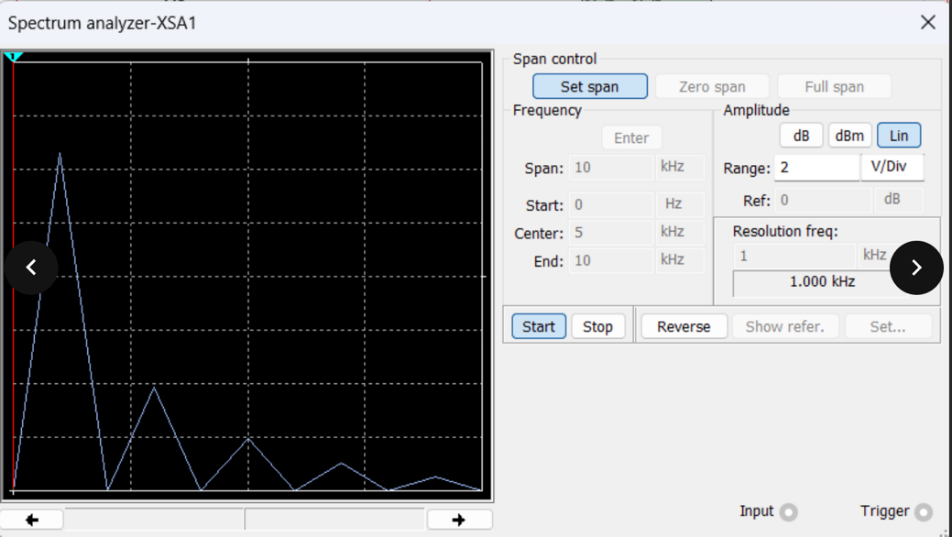 Spectrum analyzer-XSA1
1
Span control
Set span Zero span Full span
Frequency
Enter
Span: 10 kHz
Start: 0 Hz
Center: 5 kHz
End: 10 kHz
Amplitude
dB dBm Lin
Range: 2 V/Div
Ref: 0 dB
Resolution freq:
1 kHz
1.000 kHz
Start Stop Reverse Show refer. Set...
Input Trigger